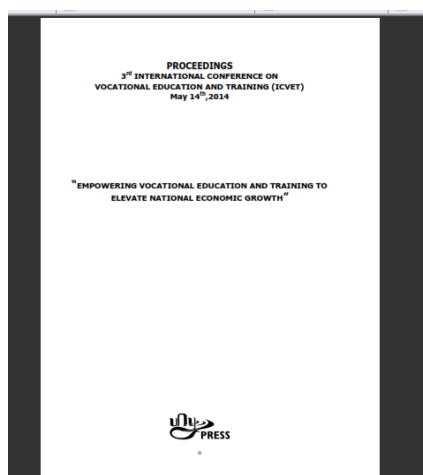 PROCEEDINGS
3rd INTERNATIONAL CONFERENCE ON
VOCATIONAL EDUCATION AND TRAINING (ICVET)
May 14th,2014
"EMPOWERING VOCATIONAL EDUCATION AND TRAINING TO
ELEVATE NATIONAL ECONOMIC GROWTH"
uny
PRESS